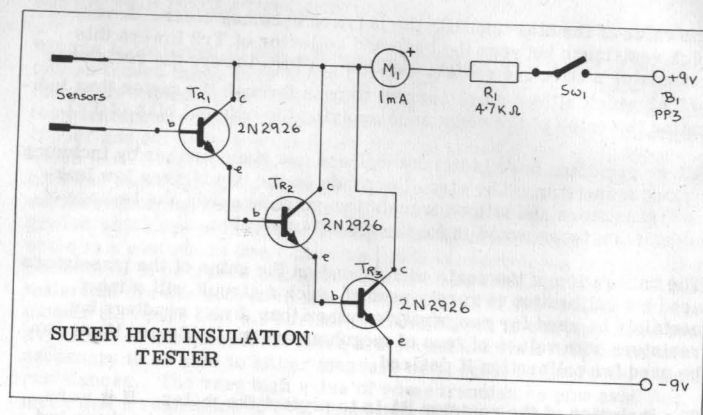 Sensors
TR1
c
b
e
2N2926
TR2
c
b
e
2N2926
TR3
c
b
e
2N2926
M1
+
1mA
R1
4·7KΩ
SW1
+9v
B1
PP3
SUPER HIGH INSULATION
TESTER
-9v